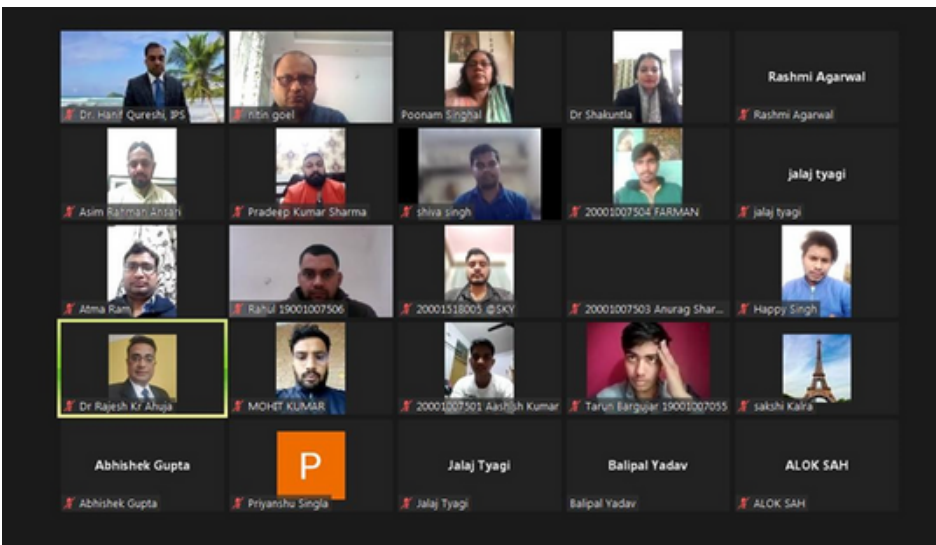 Dr. Hanif Qureshi, IPS
nitin goel
Poonam Singhal
Dr Shakuntla
Rashmi Agarwal
Rashmi Agarwal
Asim Rahman Ansari
Pradeep Kumar Sharma
shiva singh
20001007504 FARMAN
jalaj tyagi
jalaj tyagi
Atma Ram
Rahul 19001007506
20001518005 @SKY
20001007503 Anurag Shar...
Happy Singh
Dr Rajesh Kr Ahuja
MOHIT KUMAR
20001007501 Aashish Kumar
Tarun Bargujar 19001007055
sakshi Kalra
Abhishek Gupta
Abhishek Gupta
P
Priyanshu Singla
Jalaj Tyagi
Jalaj Tyagi
Balipal Yadav
Balipal Yadav
ALOK SAH
ALOK SAH